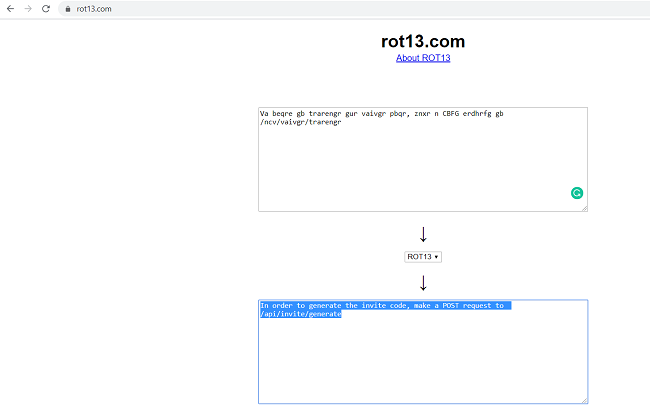 rot13.com
rot13.com
About ROT13
Va beqre gb trarengr gur vaivgr pbqr, znxr n CBFG erdhrfg gb
/ncv/vaivgr/trarengr
↓
ROT13 ▾
↓
In order to generate the invite code, make a POST request to
/api/invite/generate